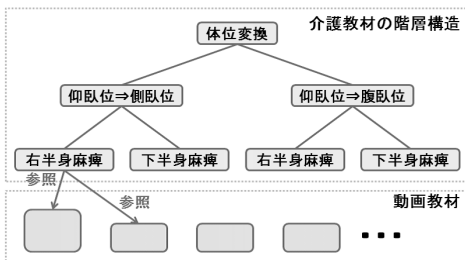 介護教材の階層構造
体位変換
仰臥位⇒側臥位
仰臥位⇒腹臥位
右半身麻痺
下半身麻痺
右半身麻痺
下半身麻痺
参照
参照
動画教材
...